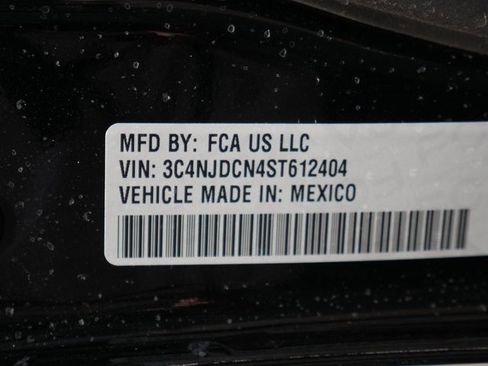 MFD BY: FCA US LLC
VIN: 3C4NJDCN4ST612404
VEHICLE MADE IN: MEXICO